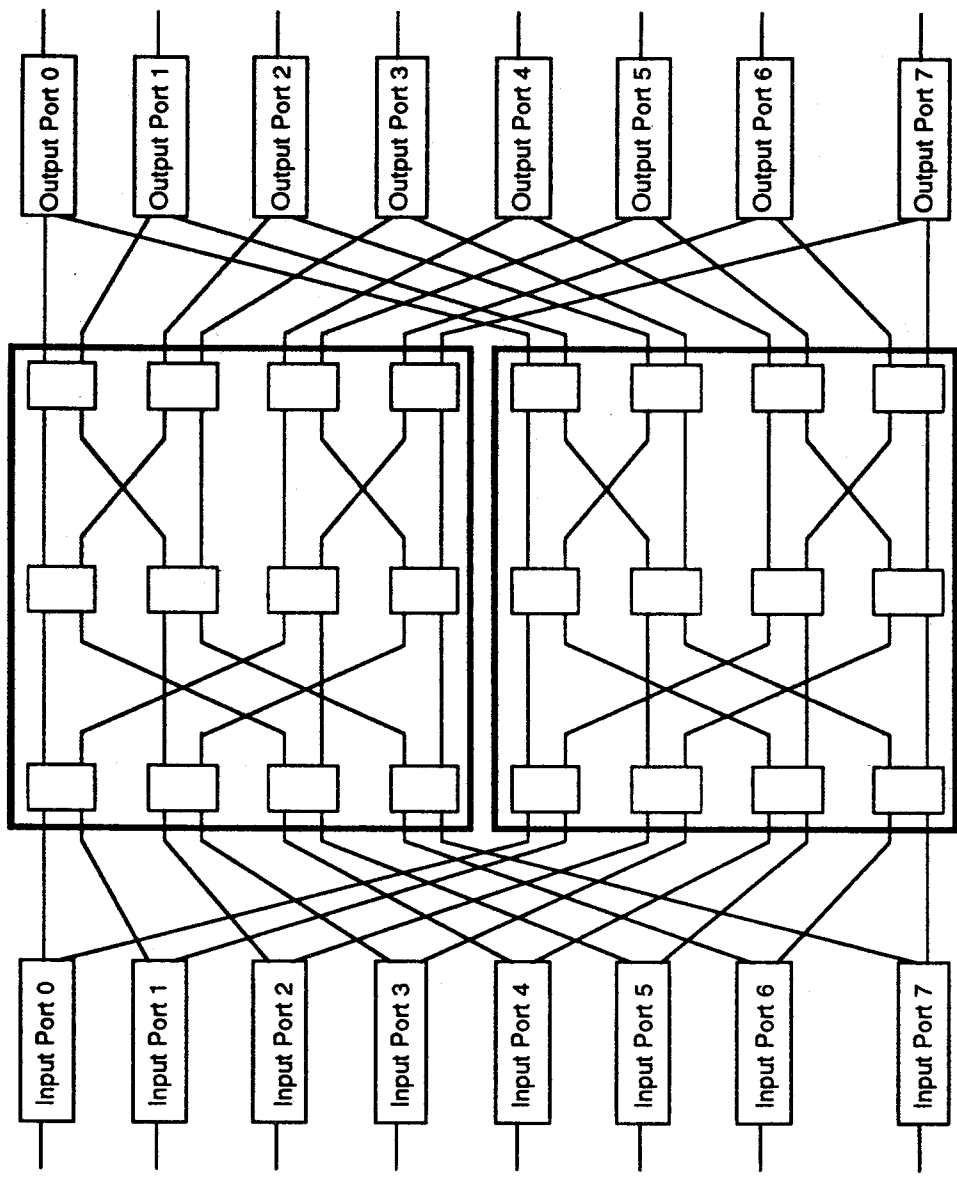 Output Port 0
Output Port 1
Output Port 2
Output Port 3
Output Port 4
Output Port 5
Output Port 6
Output Port 7
Input Port 0
Input Port 1
Input Port 2
Input Port 3
Input Port 4
Input Port 5
Input Port 6
Input Port 7